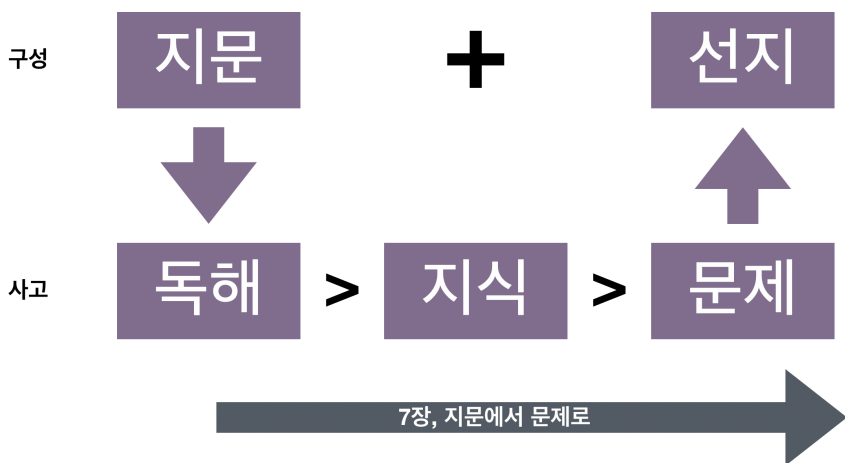 구성 지문 + 선지
사고 독해 > 지식 > 문제
7장, 지문에서 문제로